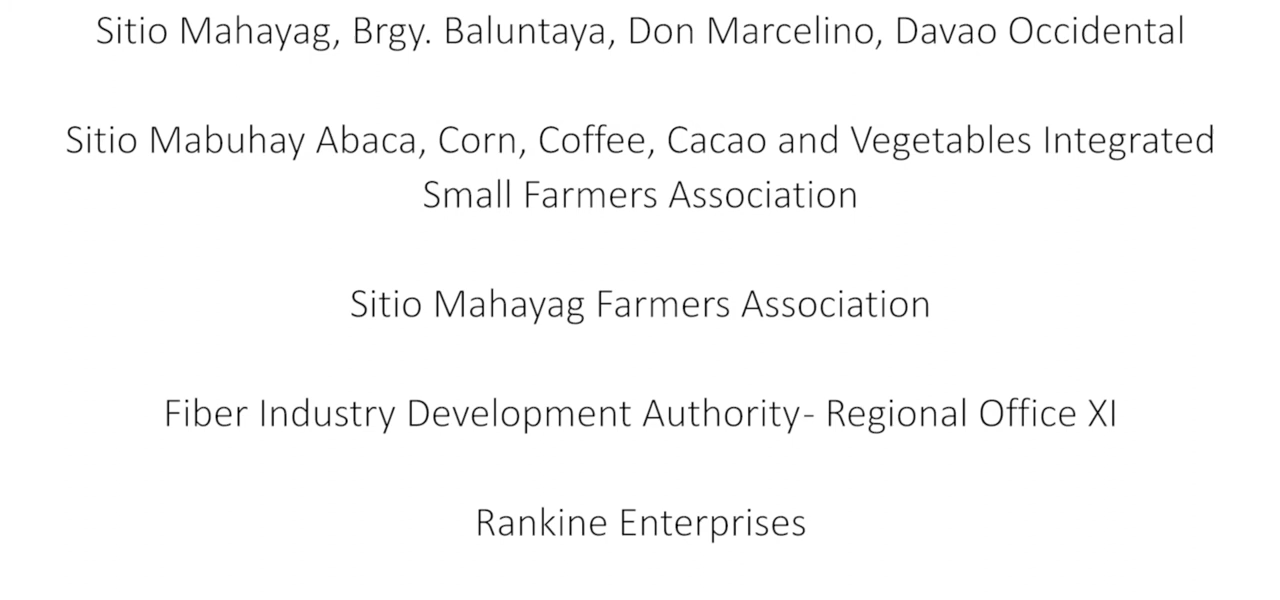 Sitio Mahayag, Brgy. Baluntaya, Don Marcelino, Davao Occidental
Sitio Mabuhay Abaca, Corn, Coffee, Cacao and Vegetables Integrated
Small Farmers Association
Sitio Mahayag Farmers Association
Fiber Industry Development Authority- Regional Office XI
Rankine Enterprises